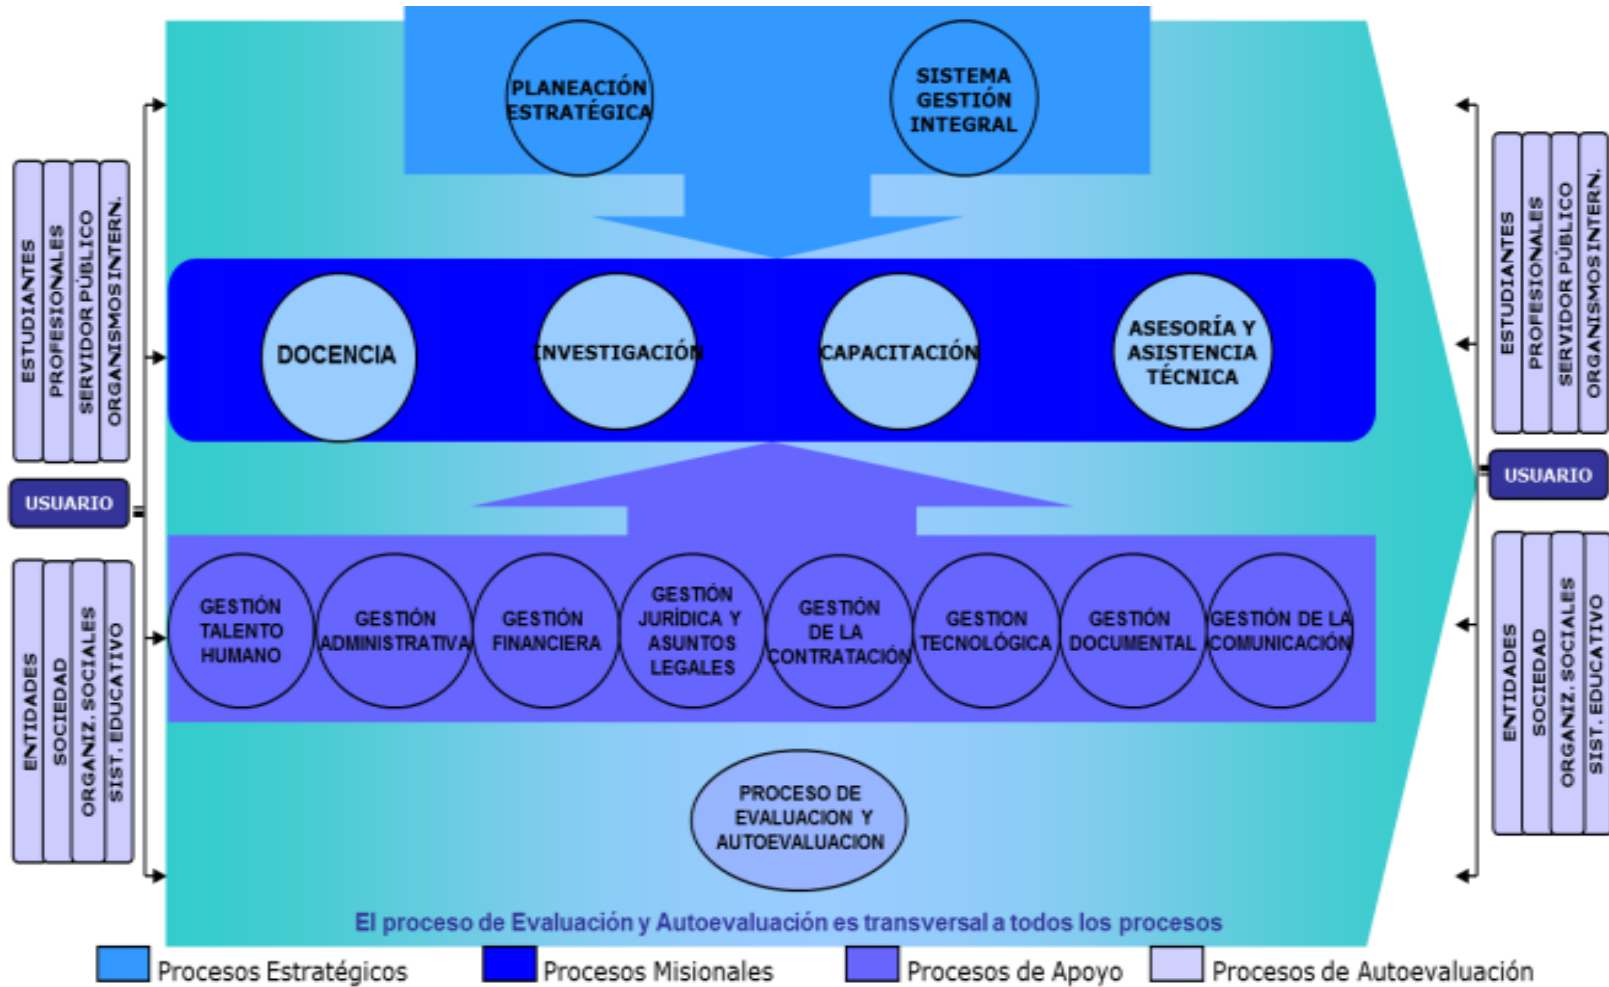 PLANEACIÓN
ESTRATÉGICA
SISTEMA
GESTIÓN
INTEGRAL
ESTUDIANTES
PROFESIONALES
SERVIDOR PÚBLICO
ORGANISMOS INTERN.
USUARIO
ENTIDADES
SOCIEDAD
ORGANIZ. SOCIALES
SIST. EDUCATIVO
DOCENCIA
INVESTIGACIÓN
CAPACITACIÓN
ASESORÍA Y
ASISTENCIA
TÉCNICA
GESTIÓN
TALENTO
HUMANO
GESTIÓN
ADMINISTRATIVA
GESTIÓN
FINANCIERA
GESTIÓN
JURÍDICA Y
ASUNTOS
LEGALES
GESTIÓN
DE LA
CONTRATACIÓN
GESTION
TECNOLÓGICA
GESTIÓN
DOCUMENTAL
GESTIÓN DE LA
COMUNICACIÓN
ESTUDIANTES
PROFESIONALES
SERVIDOR PÚBLICO
ORGANISMOS INTERN.
USUARIO
ENTIDADES
SOCIEDAD
ORGANIZ. SOCIALES
SIST. EDUCATIVO
PROCESO DE
EVALUACION Y
AUTOEVALUACION
El proceso de Evaluación y Autoevaluación es transversal a todos los procesos
Procesos Estratégicos
Procesos Misionales
Procesos de Apoyo
Procesos de Autoevaluación